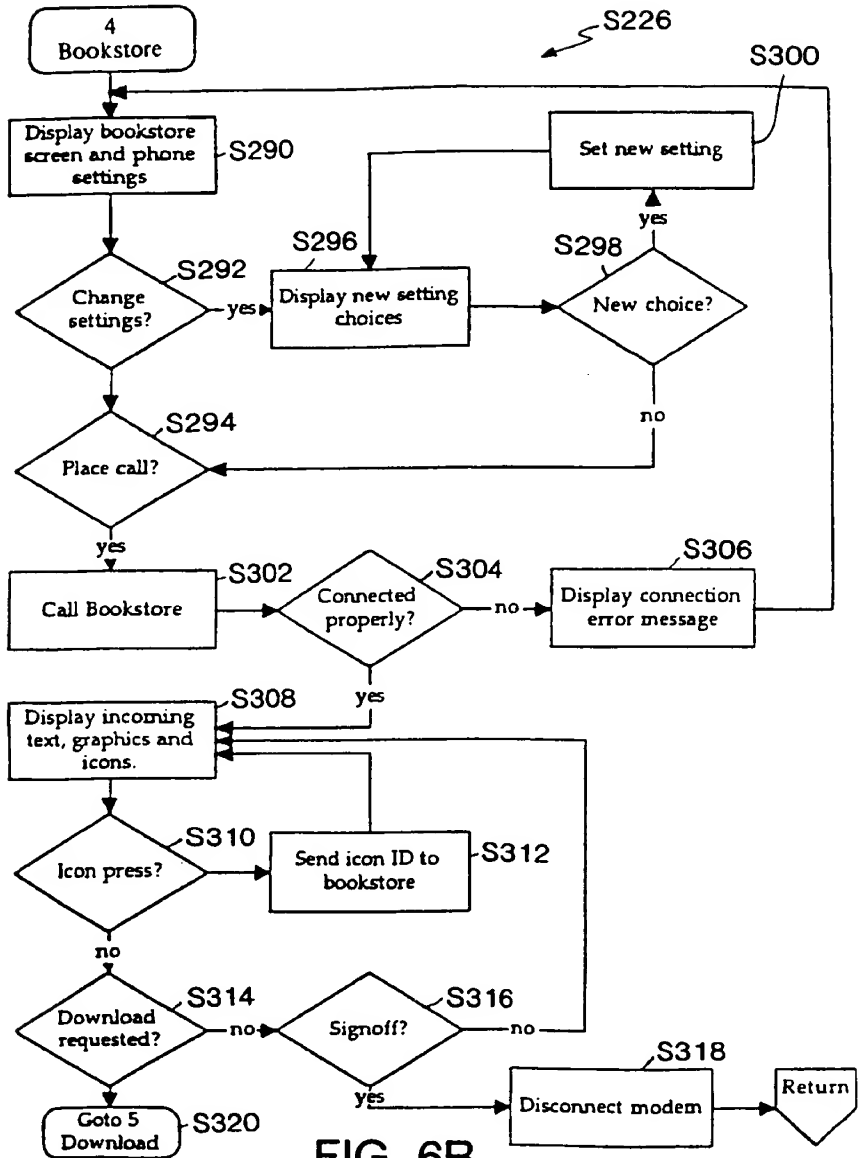 4
Bookstore
S226
S300
Display bookstore
screen and phone
settings
S290
Set new setting
yes
S292
S296
S298
Change
settings?
yes
Display new setting
choices
New choice?
no
S294
Place call?
yes
S302
S304
S306
Call Bookstore
Connected
properly?
no
Display connection
error message
yes
S308
Display incoming
text, graphics and
icons.
S310
Icon press?
Send icon ID to
bookstore
S312
no
S314
S316
Download
requested?
no
Signoff?
no
S318
yes
Disconnect modem
Return
Goto 5
Download
S320
FIG. 6B